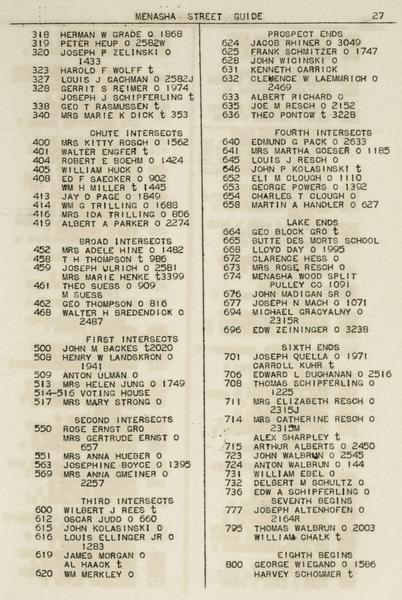 MENASHA STREET GUIDE 27
318 HERMAN W GRADE O 1868
319 PETER HEUP O 2582W
320 JOSEPH P ZELINSKI O
1433
323 HAROLD F WOLFF t
327 LOUIS J GACHMAN O 2582J
328 GERRIT S REIMER O 1974
JOSEPH J SCHIPFERLING t
338 GEO T RASMUSSEN t
340 MRS MARIE K DICK t 353
CHUTE INTERSECTS
400 MRS KITTY ROSCH O 1562
401 WALTER ENGFER t
404 ROBERT E BOEHM O 1424
405 WILLIAM HUCK O
408 ED F SAECKER O 902
WM H MILLER t 1445
413 JAY D PAGE O 1849
414 WM G TRILLING O 1688
416 MRS IDA TRILLING O 806
419 ALBERT A PARKER O 2274
BROAD INTERSECTS
452 MRS ADELE HINE O 1482
458 T H THOMPSON t 986
459 JOSEPH ULRICH O 2581
MRS MARIE HENKE t3399
461 THEO SUESS O 909
M SUESS
462 GEO THOMPSON O 816
468 WALTER H BREDENDICK O
2487
FIRST INTERSECTS
500 JOHN M BACKES t2020
508 HENRY W LANDSKRON O
1941
509 ANTON ULMAN O
513 MRS HELEN JUNG O 1749
514-516 VOTING HOUSE
517 MRS MARY STRONG O
SECOND INTERSECTS
550 ROSE ERNST GRO
MRS GERTRUDE ERNST O
657
551 MRS ANNA HUEBER O
563 JOSEPHINE BOYCE O 1395
569 MRS ANNA GMEINER O
2257
THIRD INTERSECTS
600 WILBERT J REES t
612 OSCAR JUDD O 660
615 JOHN KOLASINSKI O
616 LOUIS ELLINGER JR O
1283
619 JAMES MORGAN O
AL HAACK t
620 WM MERKLEY O
PROSPECT ENDS
624 JACOB RHINER O 3049
625 FRANK SCHMITZER O 1747
628 JOHN WICINSKI O
631 KENNETH CARRICK
632 CLEMENCE W LAEMMRICH O
2469
633 ALBERT RICHARD O
635 JOE M RESCH O 2152
636 THEO PONTOW t 3228
FOURTH INTERSECTS
640 EDMUND G PACK O 2633
641 MRS MARTHA GOESER O 1185
645 LOUIS J RESCH O
646 JOHN P KOLASINSKI t
652 ELI M CLOUGH O 1110
653 GEORGE POWERS O 1392
654 CHARLES T CLOUGH O
658 MARTIN A HANDLER O 627
LAKE ENDS
664 GEO BLOCK GRO t
665 BUTTE DES MORTS SCHOOL
668 LLOYD DAY O 1995
672 CLARENCE HESS O
673 MRS ROSE RESCH O
674 MENASHA WOOD SPLIT
PULLEY CO 1091
676 JOHN MADIGAN SR O
677 JOSEPH N MACH O 1071
694 MICHAEL GRACYALNY O
2315R
696 EDW ZEININGER O 3238
SIXTH ENDS
701 JOSEPH QUELLA O 1971
CARROLL KUHR t
706 EDWARD L BUCHANAN O 2516
708 THOMAS SCHIPFERLING O
1225
711 MRS ELIZABETH RESCH O
2315J
714 MRS CATHERINE RESCH O
2315M
ALEX SHARPLEY t
715 ARTHUR ALBERTS O 2450
723 JOHN WALBRUN O 2545
724 ANTON WALBRUN O 144
731 WILLIAM EBEL O
732 DELBERT M SCHULTZ O
736 EDW A SCHIPFERLING O
SEVENTH BEGINS
777 JOSEPH ALTENHOFEN O
2164R
795 THOMAS WALBRUN O 2003
WILLIAM CHALK t
EIGHTH BEGINS
800 GEORGE WIEGAND O 1586
HARVEY SCHOMMER t